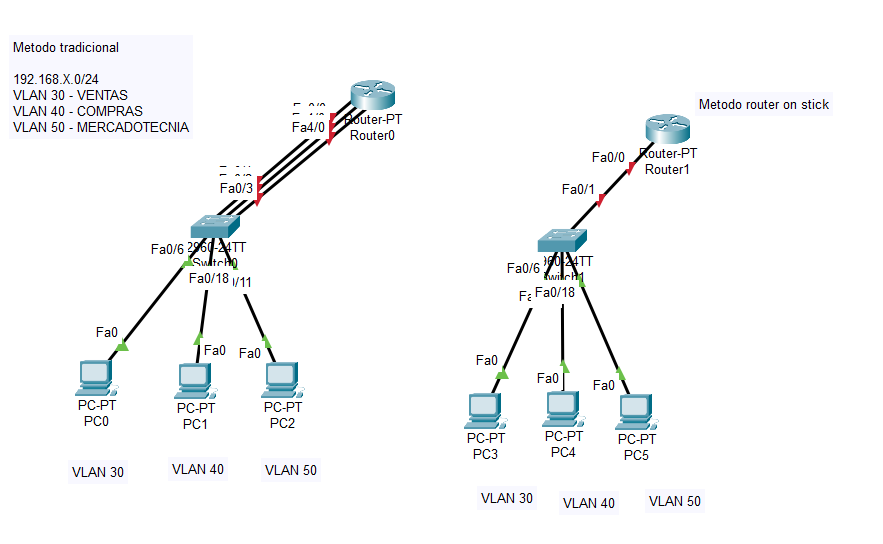 Metodo tradicional
192.168.X.0/24
VLAN 30 - VENTAS
VLAN 40 - COMPRAS
VLAN 50 - MERCADOTECNIA
Fa4/0
Router-PT
Router0
Fa0/3
2960-24TT
Switch0
Fa0/6
Fa0/18
0/11
Fa0
Fa0
Fa0
PC-PT
PC0
PC-PT
PC1
PC-PT
PC2
VLAN 30
VLAN 40
VLAN 50
Metodo router on stick
Router-PT
Router1
Fa0/0
Fa0/1
Fa0/6
Fa0/18
Fa0
Fa0
Fa0
PC-PT
PC3
PC-PT
PC4
PC-PT
PC5
VLAN 30
VLAN 40
VLAN 50